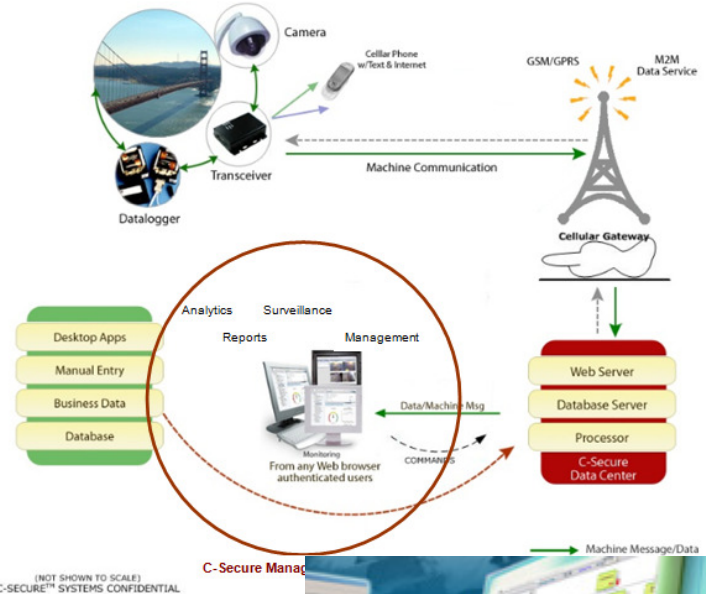 Camera
Cellar Phone
w/Text & Internet
GSM/GPRS
M2M
Data Service
Transceiver
Machine Communication
Datalogger
Cellular Gateway
Analytics
Surveillance
Reports
Management
Desktop Apps
Manual Entry
Business Data
Database
Web Server
Database Server
Processor
C-Secure
Data Center
Data/Machine Msg
COMMANDS
Monitoring
From any Web browser
authenticated users
Machine Message/Data
C-Secure Manag
(NOT SHOWN TO SCALE)
C-SECURE™ SYSTEMS CONFIDENTIAL